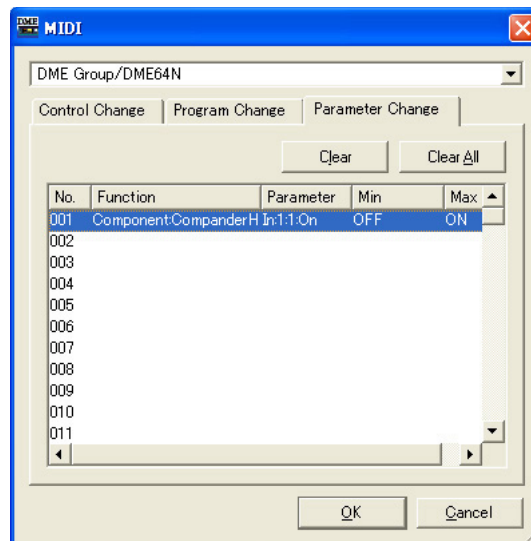 DME MIDI
DME Group/DME64N
Control Change Program Change Parameter Change
Clear Clear All
No. Function Parameter Min Max
001 Component:CompanderH In:1:1:On OFF ON
002
003
004
005
006
007
008
009
010
011
OK Cancel